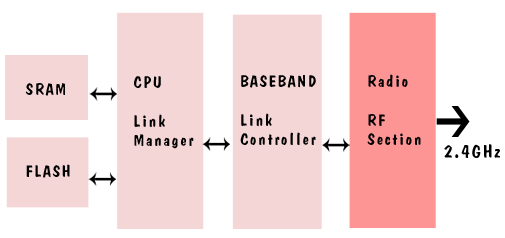 SRAM
FLASH
CPU
Link
Manager
BASEBAND
Link
Controller
Radio
RF
Section
2.4GHz